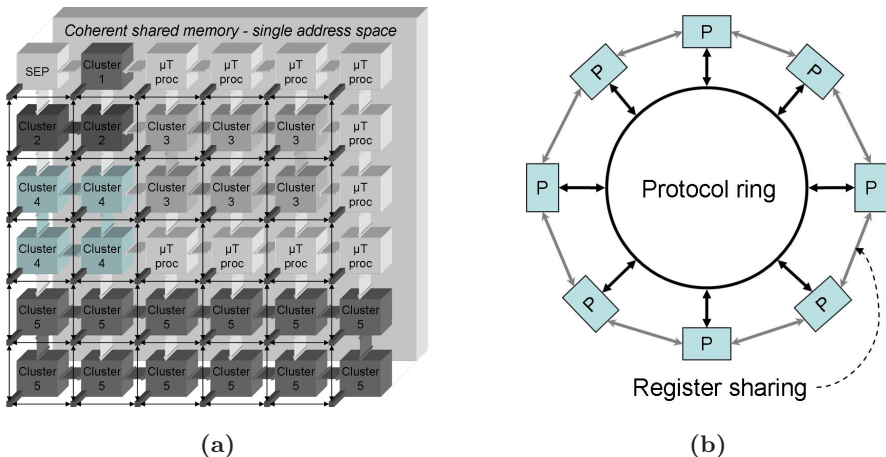 Coherent shared memory - single address space
SEP
Cluster
1
μT
proc
μT
proc
μT
proc
μT
proc
Cluster
2
Cluster
2
Cluster
3
Cluster
3
Cluster
3
μT
proc
Cluster
4
Cluster
4
Cluster
3
Cluster
3
Cluster
3
μT
proc
Cluster
4
Cluster
4
μT
proc
μT
proc
μT
proc
μT
proc
Cluster
5
Cluster
5
Cluster
5
Cluster
5
Cluster
5
Cluster
5
Cluster
5
Cluster
5
Cluster
5
Cluster
5
Cluster
5
Cluster
5
(a)
P
P
P
P
Protocol ring
P
P
P
P
Register sharing
(b)